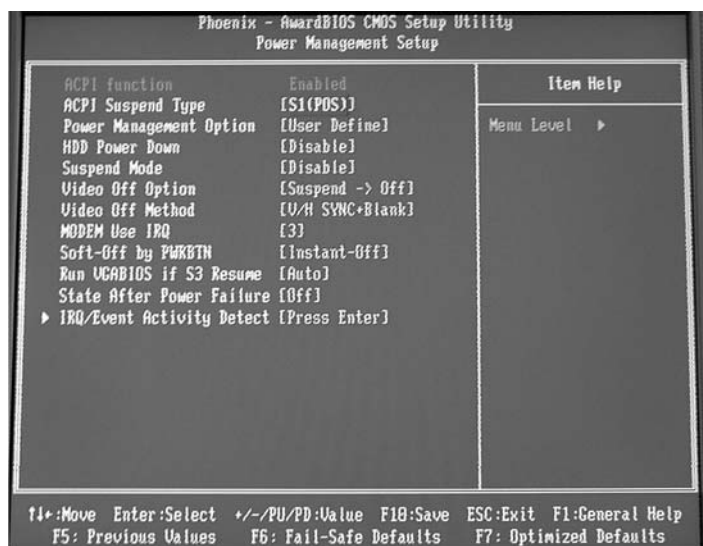 Phoenix - AwardBIOS CMOS Setup Utility
Power Management Setup
ACPI function Enabled
ACPI Suspend Type [S1(POS)]
Power Management Option [User Define]
HDD Power Down [Disable]
Suspend Mode [Disable]
Video Off Option [Suspend -> Off]
Video Off Method [V/H SYNC+Blank]
MODEM Use IRQ [3]
Soft-Off by PWRBTN [Instant-Off]
Run VGABIOS if S3 Resume [Auto]
State After Power Failure [Off]
▶ IRQ/Event Activity Detect [Press Enter]
Item Help
Menu Level ▶
↑↓←:Move Enter:Select +/-/PU/PD:Value F10:Save ESC:Exit F1:General Help
F5: Previous Values F6: Fail-Safe Defaults F7: Optimized Defaults